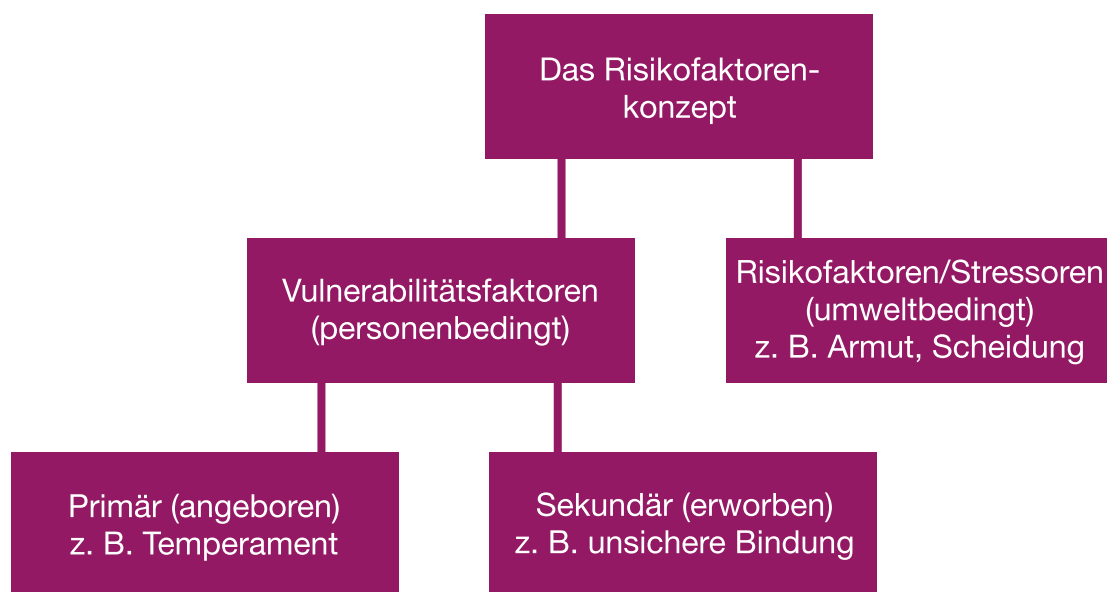 Das Risikofaktoren-
konzept
Vulnerabilitätsfaktoren
(personenbedingt)
Risikofaktoren/Stressoren
(umweltbedingt)
z. B. Armut, Scheidung
Primär (angeboren)
z. B. Temperament
Sekundär (erworben)
z. B. unsichere Bindung